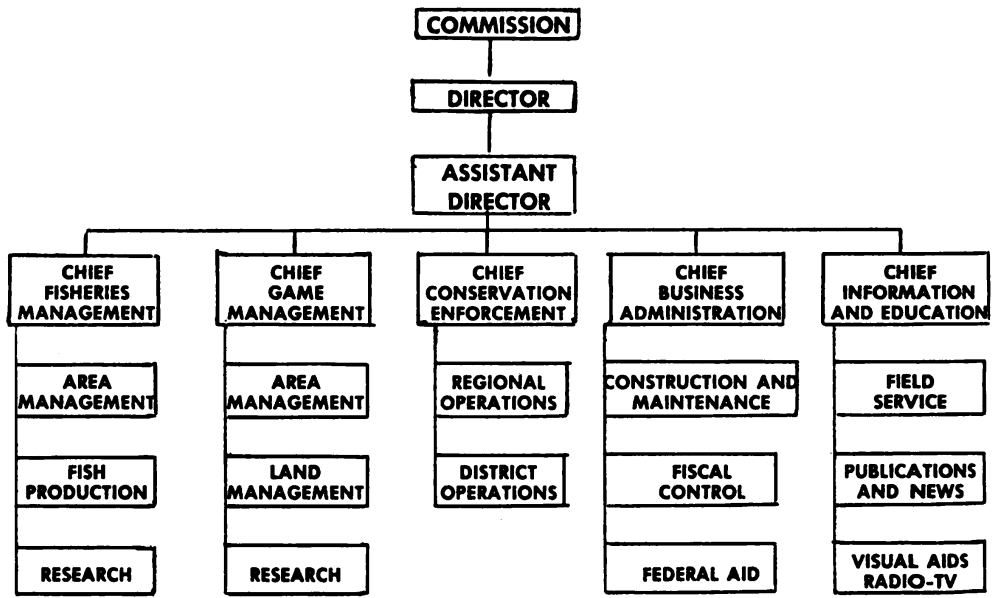 COMMISSION
DIRECTOR
ASSISTANT
DIRECTOR
CHIEF
FISHERIES
MANAGEMENT
CHIEF
GAME
MANAGEMENT
CHIEF
CONSERVATION
ENFORCEMENT
CHIEF
BUSINESS
ADMINISTRATION
CHIEF
INFORMATION
AND EDUCATION
AREA
MANAGEMENT
AREA
MANAGEMENT
REGIONAL
OPERATIONS
CONSTRUCTION AND
MAINTENANCE
FIELD
SERVICE
FISH
PRODUCTION
LAND
MANAGEMENT
DISTRICT
OPERATIONS
FISCAL
CONTROL
PUBLICATIONS
AND NEWS
RESEARCH
RESEARCH
FEDERAL AID
VISUAL AIDS
RADIO-TV